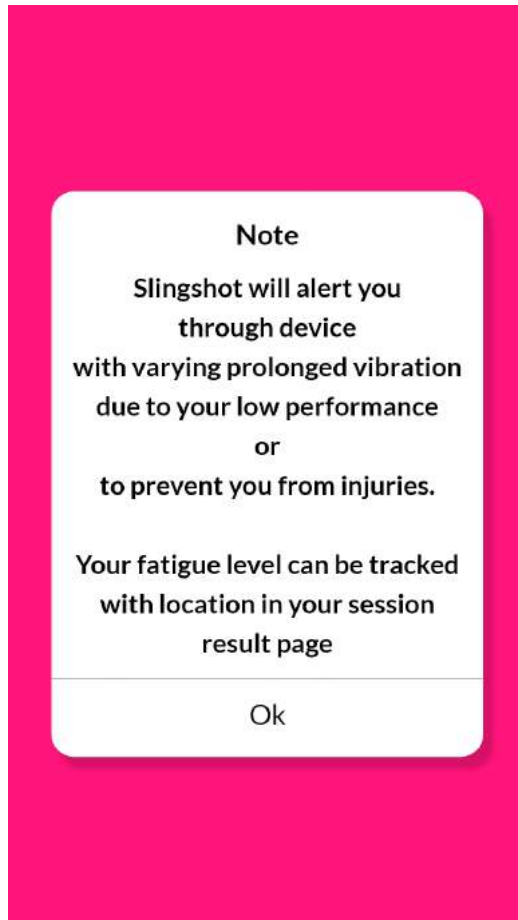 Note
Slingshot will alert you
through device
with varying prolonged vibration
due to your low performance
or
to prevent you from injuries.
Your fatigue level can be tracked
with location in your session
result page
Ok